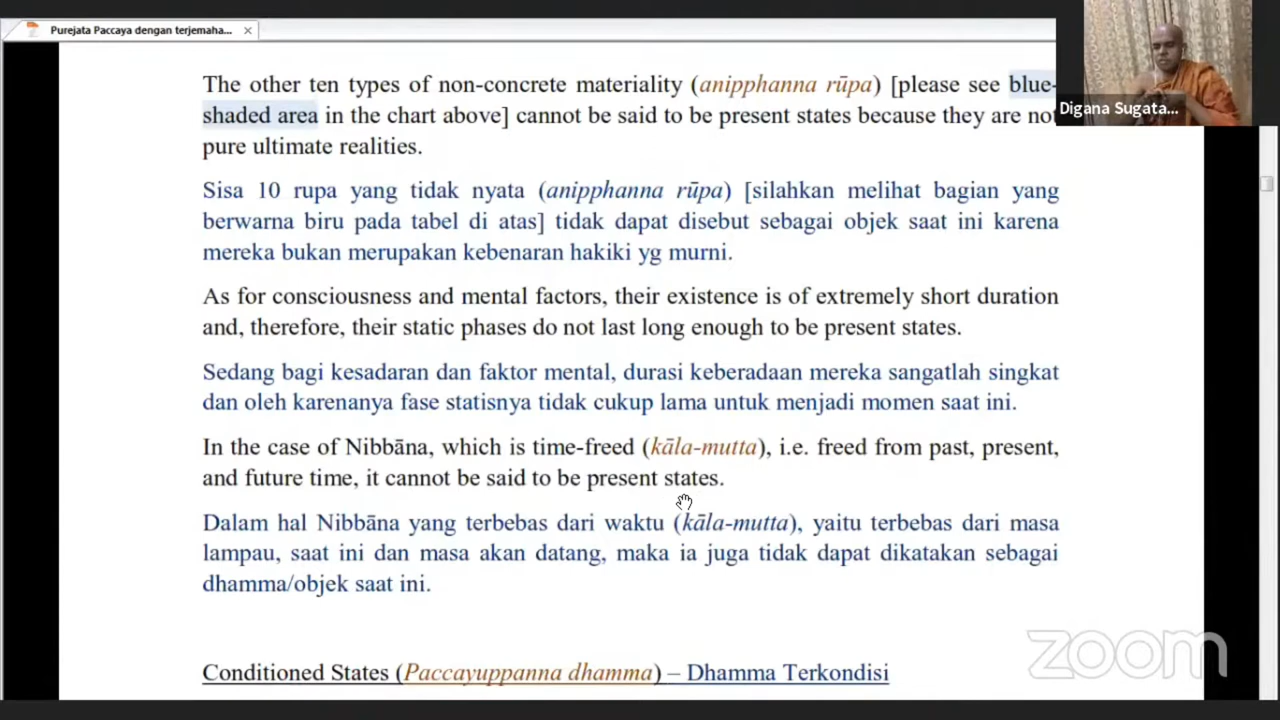 Purejata Paccaya dengan terjemaha...
The other ten types of non-concrete materiality (anipphanna rūpa) [please see blue-
shaded area in the chart above] cannot be said to be present states because they are not
pure ultimate realities.
Digana Sugata...
Sisa 10 rupa yang tidak nyata (anipphanna rūpa) [silahkan melihat bagian yang
berwarna biru pada tabel di atas] tidak dapat disebut sebagai objek saat ini karena
mereka bukan merupakan kebenaran hakiki yg murni.
As for consciousness and mental factors, their existence is of extremely short duration
and, therefore, their static phases do not last long enough to be present states.
Sedang bagi kesadaran dan faktor mental, durasi keberadaan mereka sangatlah singkat
dan oleh karenanya fase statisnya tidak cukup lama untuk menjadi momen saat ini.
In the case of Nibbāna, which is time-freed (kāla-mutta), i.e. freed from past, present,
and future time, it cannot be said to be present states.
Dalam hal Nibbāna yang terbebas dari waktu (kāla-mutta), yaitu terbebas dari masa
lampau, saat ini dan masa akan datang, maka ia juga tidak dapat dikatakan sebagai
dhamma/objek saat ini.
zoom
Conditioned States (Paccayuppanna dhamma) – Dhamma Terkondisi